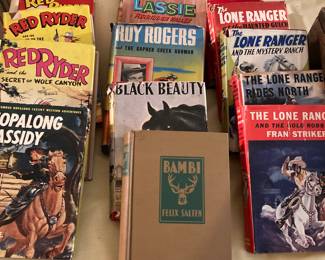 RED RYDER
RED RYDER
and the
SECRET OF WOLF CANYON
HOPALONG
CASSIDY
LASSIE
ROY ROGERS
AND THE GOPHER CREEK GUNMAN
BLACK BEAUTY
BAMBI
FELIX SALTEN
The LONE RANGER
The LONE RANGER
AND THE MYSTERY RANCH
THE LONE RANGER
RIDES NORTH
THE LONE RANGER
FRAN STRIKER